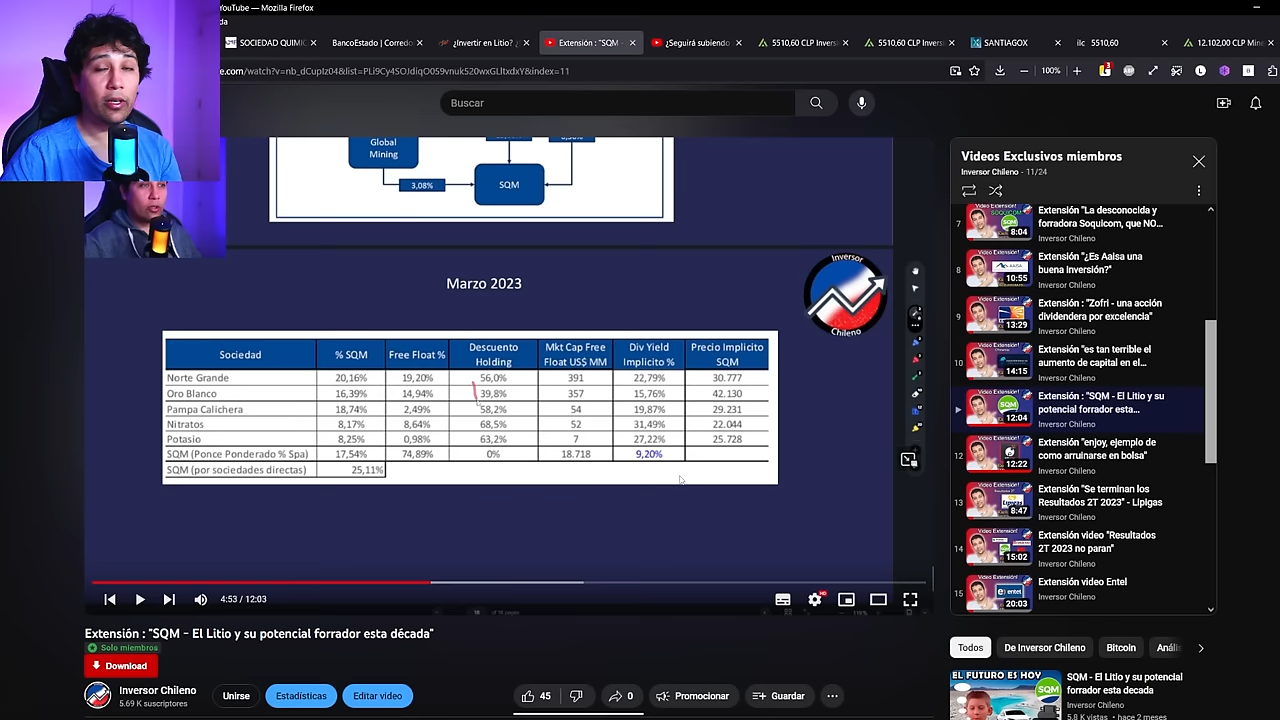 YouTube — Mozilla Firefox
da
SOCIEDAD QUIMIC
BancoEstado | Corredo
¿Invertir en Litio? ¿
Extensión : "SQM -
¿Seguirá subiendo
5510,60 CLP Invers
5510,60 CLP Invers
SANTIAGOX
ilc 5510,60
12.102,00 CLP Mine
e.com/watch?v=nb_dCupIz04&list=PLi9Cy4SOJdiqO059vnuk520wxGLltxdxY&index=11
100%
Buscar
Global
Mining
3,08%
SQM
Marzo 2023
Inversor
Chileno
Sociedad % SQM Free Float % Descuento Holding Mkt Cap Free Float US$ MM Div Yield Implicito % Precio Implicito SQM
Norte Grande 20,16% 19,20% 56,0% 391 22,79% 30.777
Oro Blanco 16,39% 14,94% 39,8% 357 15,76% 42.130
Pampa Calichera 18,74% 2,49% 58,2% 54 19,87% 29.231
Nitratos 8,17% 8,64% 68,5% 52 31,49% 22.044
Potasio 8,25% 0,98% 63,2% 7 27,22% 25.728
SQM (Ponce Ponderado % Spa) 17,54% 74,89% 0% 18.718 9,20%
SQM (por sociedades directas) 25,11%
4:53 / 12:03
HD
Extensión : "SQM - El Litio y su potencial forrador esta década"
Solo miembros
Download
Inversor Chileno
5.69 K suscriptores
Unirse
Estadísticas
Editar video
45
0
Promocionar
Guardar
Videos Exclusivos miembros
Inversor Chileno - 11/24
7
8:04
Extensión "La desconocida y
forradora Soquicom, que NO...
Inversor Chileno
8
10:55
Extensión "¿Es Aaisa una
buena inversión?"
Inversor Chileno
9
13:29
Extensión : "Zofri - una acción
dividendera por excelencia"
Inversor Chileno
10
14:15
Extensión "es tan terrible el
aumento de capital en el...
Inversor Chileno
12:04
Extensión : "SQM - El Litio y su
potencial forrador esta...
Inversor Chileno
12
12:22
Extensión "enjoy, ejemplo de
como arruinarse en bolsa"
Inversor Chileno
13
8:47
Extensión "Se terminan los
Resultados 2T 2023" - Lipigas
Inversor Chileno
14
15:02
Extensión video "Resultados
2T 2023 no paran"
Inversor Chileno
15
20:03
Extensión video Entel
Inversor Chileno
Todos
De Inversor Chileno
Bitcoin
Anális
EL FUTURO ES HOY
SQM
SQM - El Litio y su potencial
forrador esta decada
Inversor Chileno
5.8 K vistas • hace 2 meses